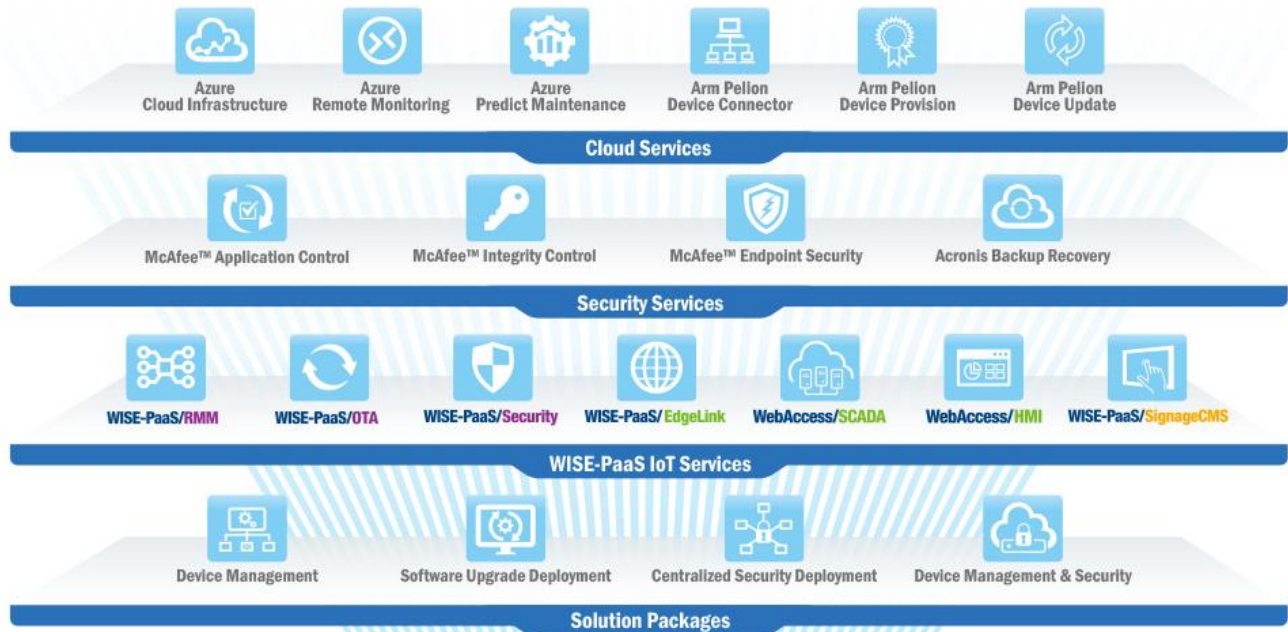 Azure
Cloud Infrastructure
Azure
Remote Monitoring
Azure
Predict Maintenance
Arm Pelion
Device Connector
Arm Pelion
Device Provision
Arm Pelion
Device Update
Cloud Services
McAfee™ Application Control
McAfee™ Integrity Control
McAfee™ Endpoint Security
Acronis Backup Recovery
Security Services
WISE-PaaS/RMM
WISE-PaaS/OTA
WISE-PaaS/Security
WISE-PaaS/EdgeLink
WebAccess/SCADA
WebAccess/HMI
WISE-PaaS/SignageCMS
WISE-PaaS IoT Services
Device Management
Software Upgrade Deployment
Centralized Security Deployment
Device Management & Security
Solution Packages